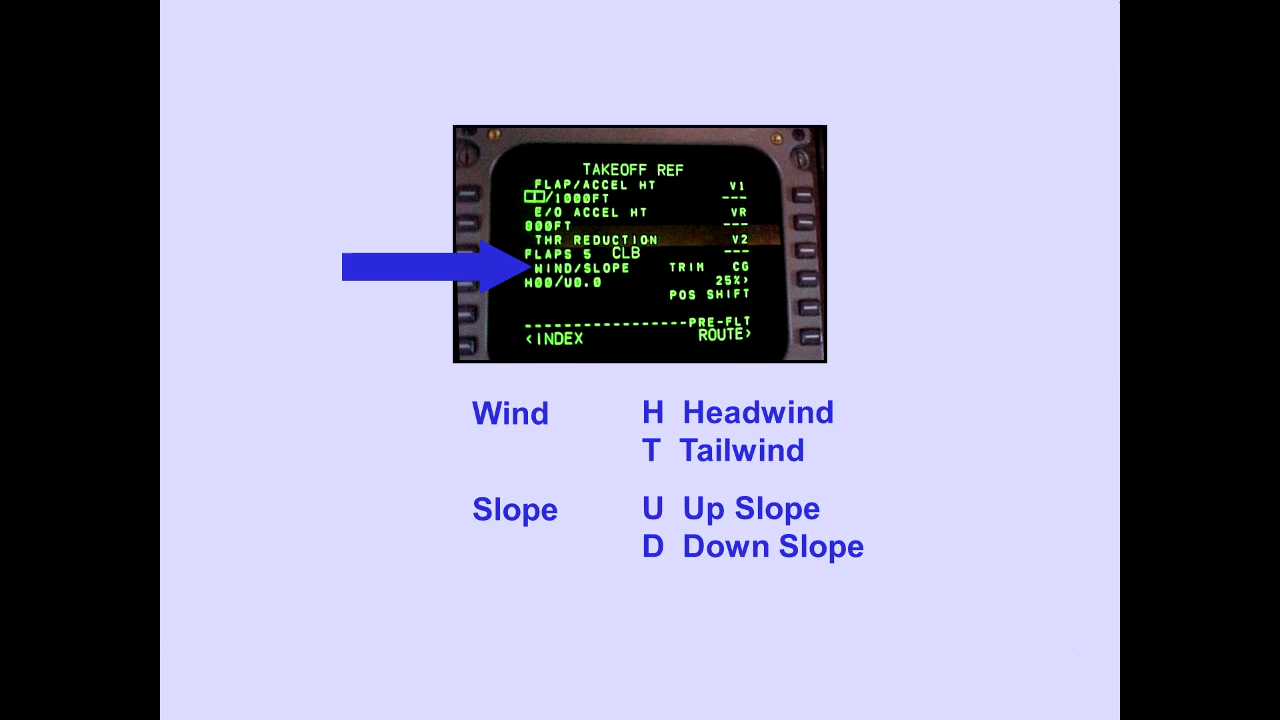 TAKEOFF REF
FLAP/ACCEL HT V1
□□/1000FT ---
E/O ACCEL HT VR
000FT ---
THR REDUCTION V2
FLAPS 5 CLB ---
WIND/SLOPE TRIM CG
H00/U0.0 25%>
POS SHIFT
-----------------PRE-FLT
<INDEX ROUTE>
Wind H Headwind
T Tailwind
Slope U Up Slope
D Down Slope